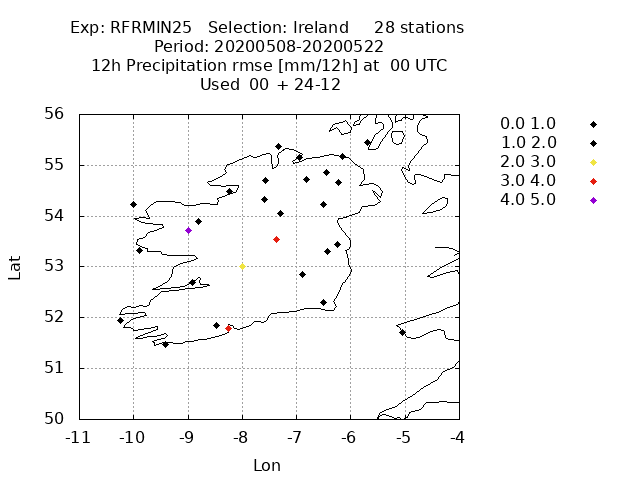 Exp: RFRMIN25 Selection: Ireland 28 stations
Period: 20200508-20200522
12h Precipitation rmse [mm/12h] at 00 UTC
Used 00 + 24-12
56
55
54
53
52
51
50
Lat
-11 -10 -9 -8 -7 -6 -5 -4
Lon
0.0 1.0
1.0 2.0
2.0 3.0
3.0 4.0
4.0 5.0